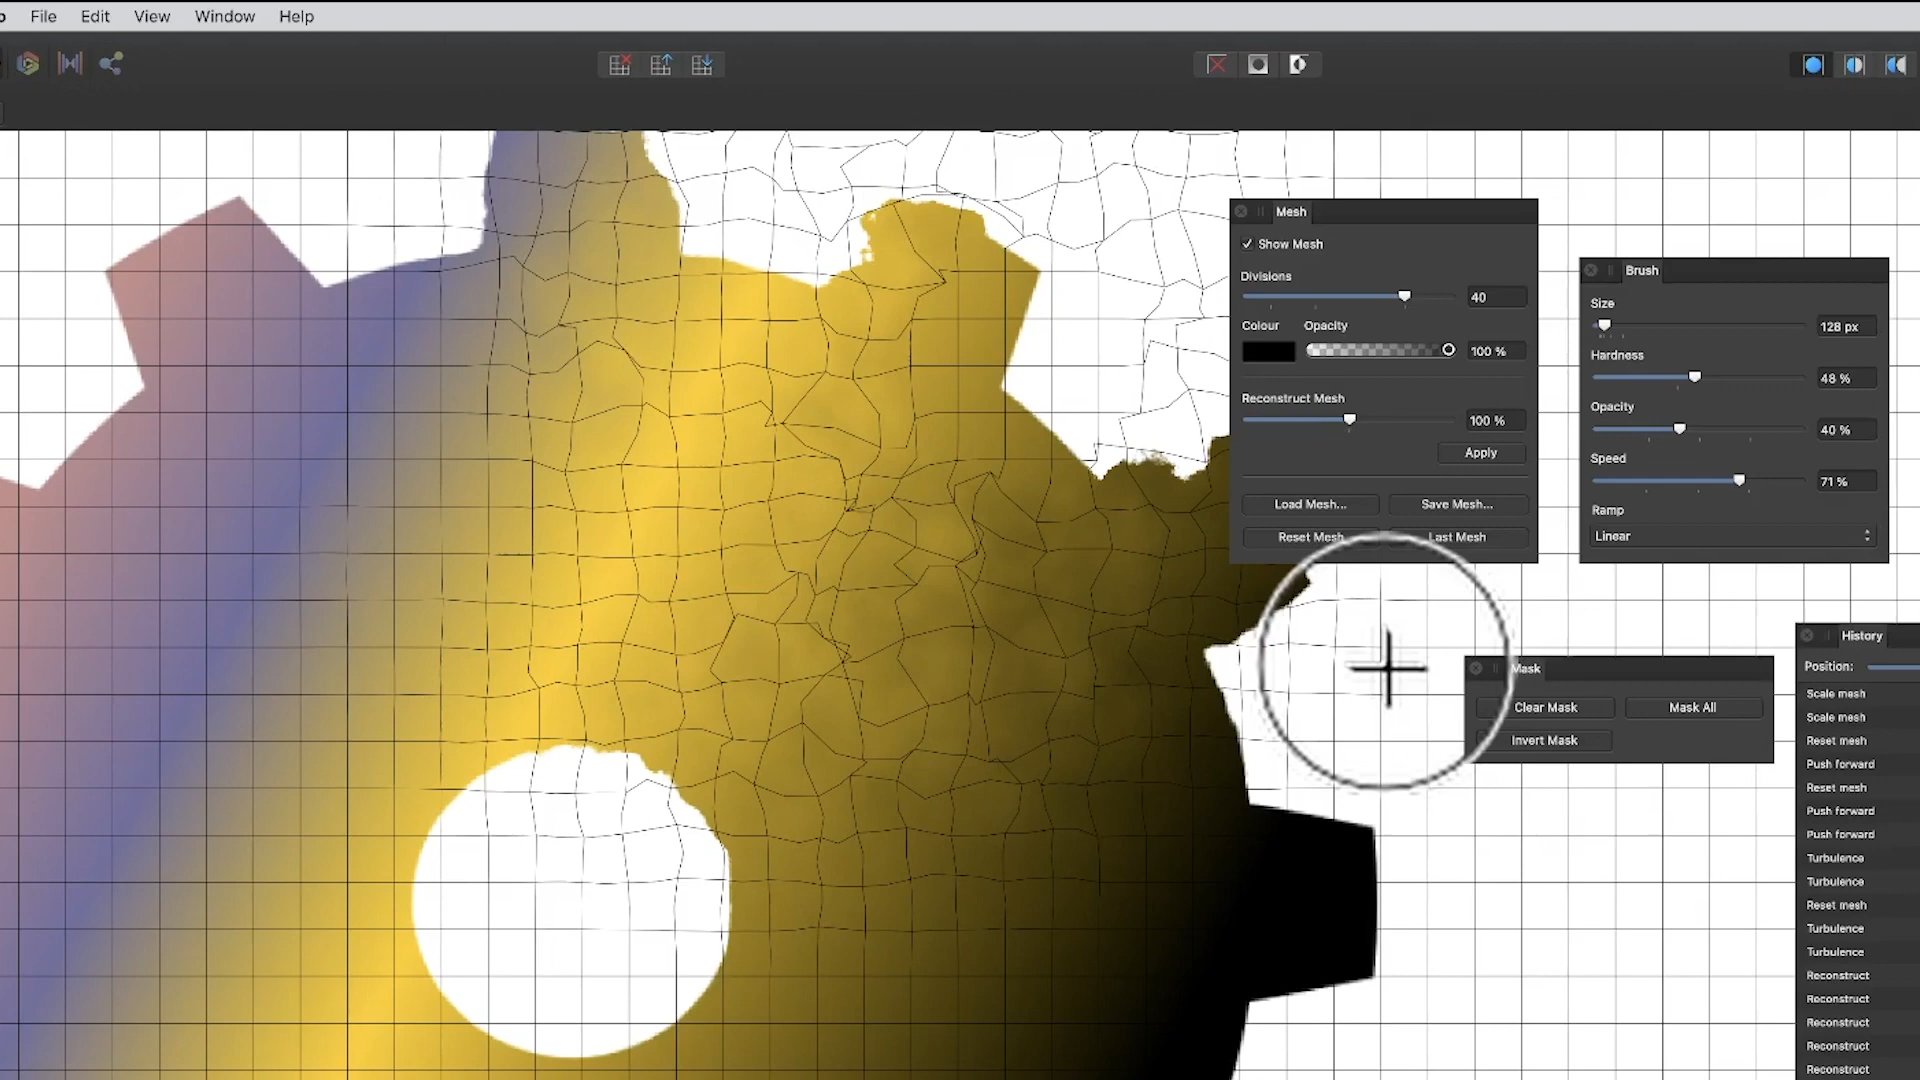 File Edit View Window Help
Mesh
Show Mesh
Divisions
40
Colour Opacity
100 %
Reconstruct Mesh
100 %
Apply
Load Mesh... Save Mesh...
Reset Mesh Last Mesh
Brush
Size
128 px
Hardness
48 %
Opacity
40 %
Speed
71 %
Ramp
Linear
Mask
Clear Mask Mask All
Invert Mask
History
Position:
Scale mesh
Scale mesh
Reset mesh
Push forward
Reset mesh
Push forward
Push forward
Turbulence
Turbulence
Reset mesh
Turbulence
Turbulence
Reconstruct
Reconstruct
Reconstruct
Reconstruct
Reconstruct